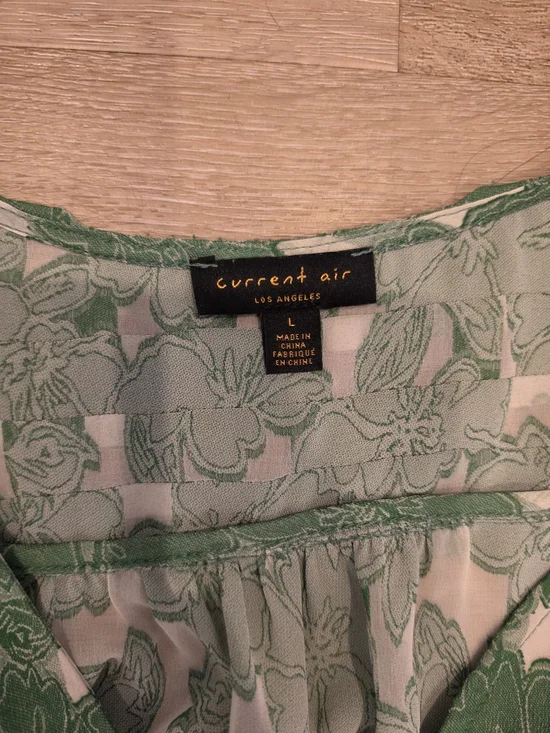 current air
LOS ANGELES
L
MADE IN
CHINA
FABRIQUÉ
EN CHINE